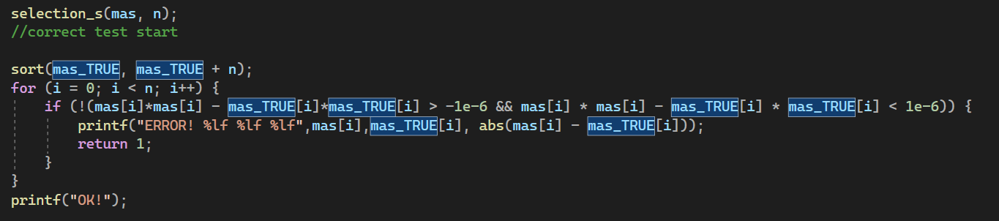 selection_s(mas, n);
//correct test start
sort(mas_TRUE, mas_TRUE + n);
for (i = 0; i < n; i++) {
if (!(mas[i]*mas[i] - mas_TRUE[i]*mas_TRUE[i] > -1e-6 && mas[i] * mas[i] - mas_TRUE[i] * mas_TRUE[i] < 1e-6)) {
printf("ERROR! %lf %lf %lf",mas[i],mas_TRUE[i], abs(mas[i] - mas_TRUE[i]));
return 1;
}
}
printf("OK!");